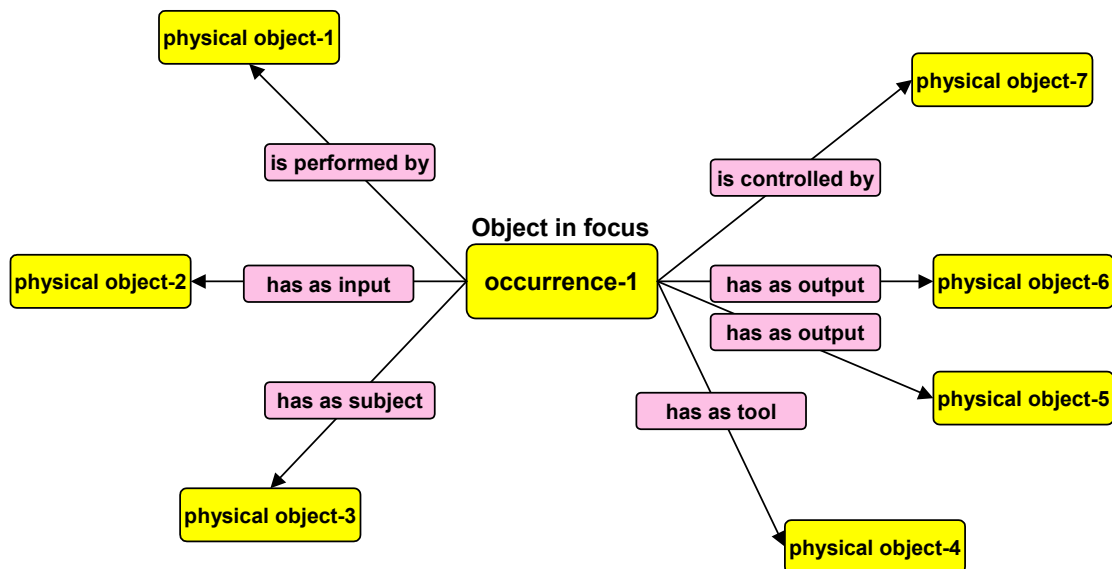 physical object-1
physical object-7
is performed by
is controlled by
Object in focus
occurrence-1
physical object-2
has as input
has as output
physical object-6
has as output
has as subject
has as tool
physical object-5
physical object-3
physical object-4